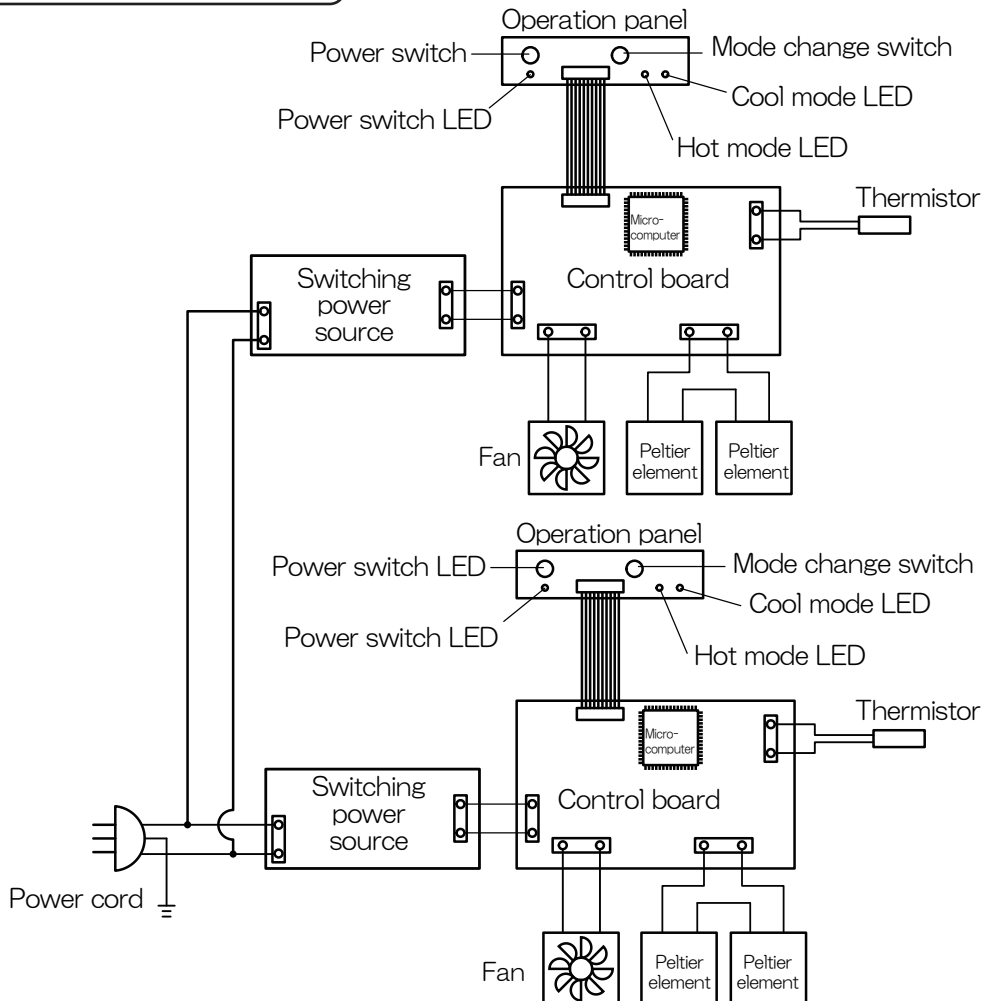 Operation panel
Power switch
Mode change switch
Cool mode LED
Power switch LED
Hot mode LED
Thermistor
Micro-
computer
Switching
power
source
Control board
Fan
Peltier
element
Peltier
element
Operation panel
Power switch LED
Mode change switch
Cool mode LED
Power switch LED
Hot mode LED
Thermistor
Micro-
computer
Switching
power
source
Control board
Power cord
Fan
Peltier
element
Peltier
element